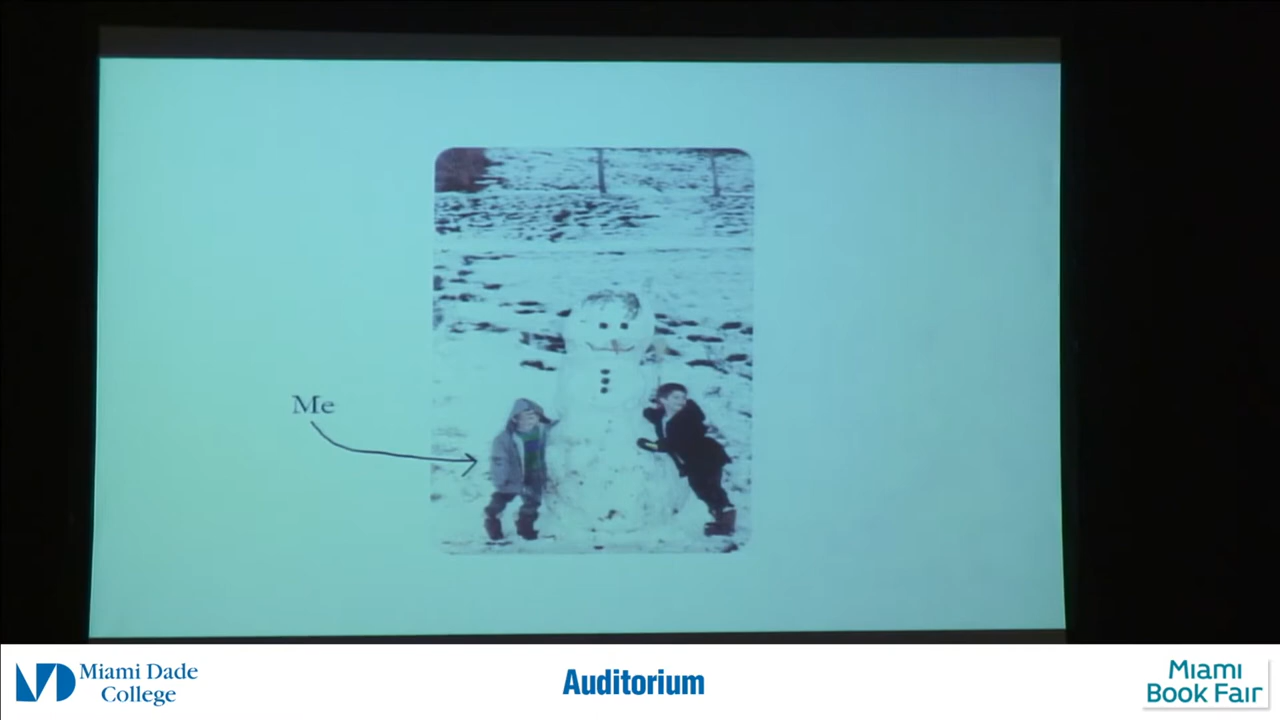 Me
Miami Dade
College
Auditorium
Miami
Book Fair